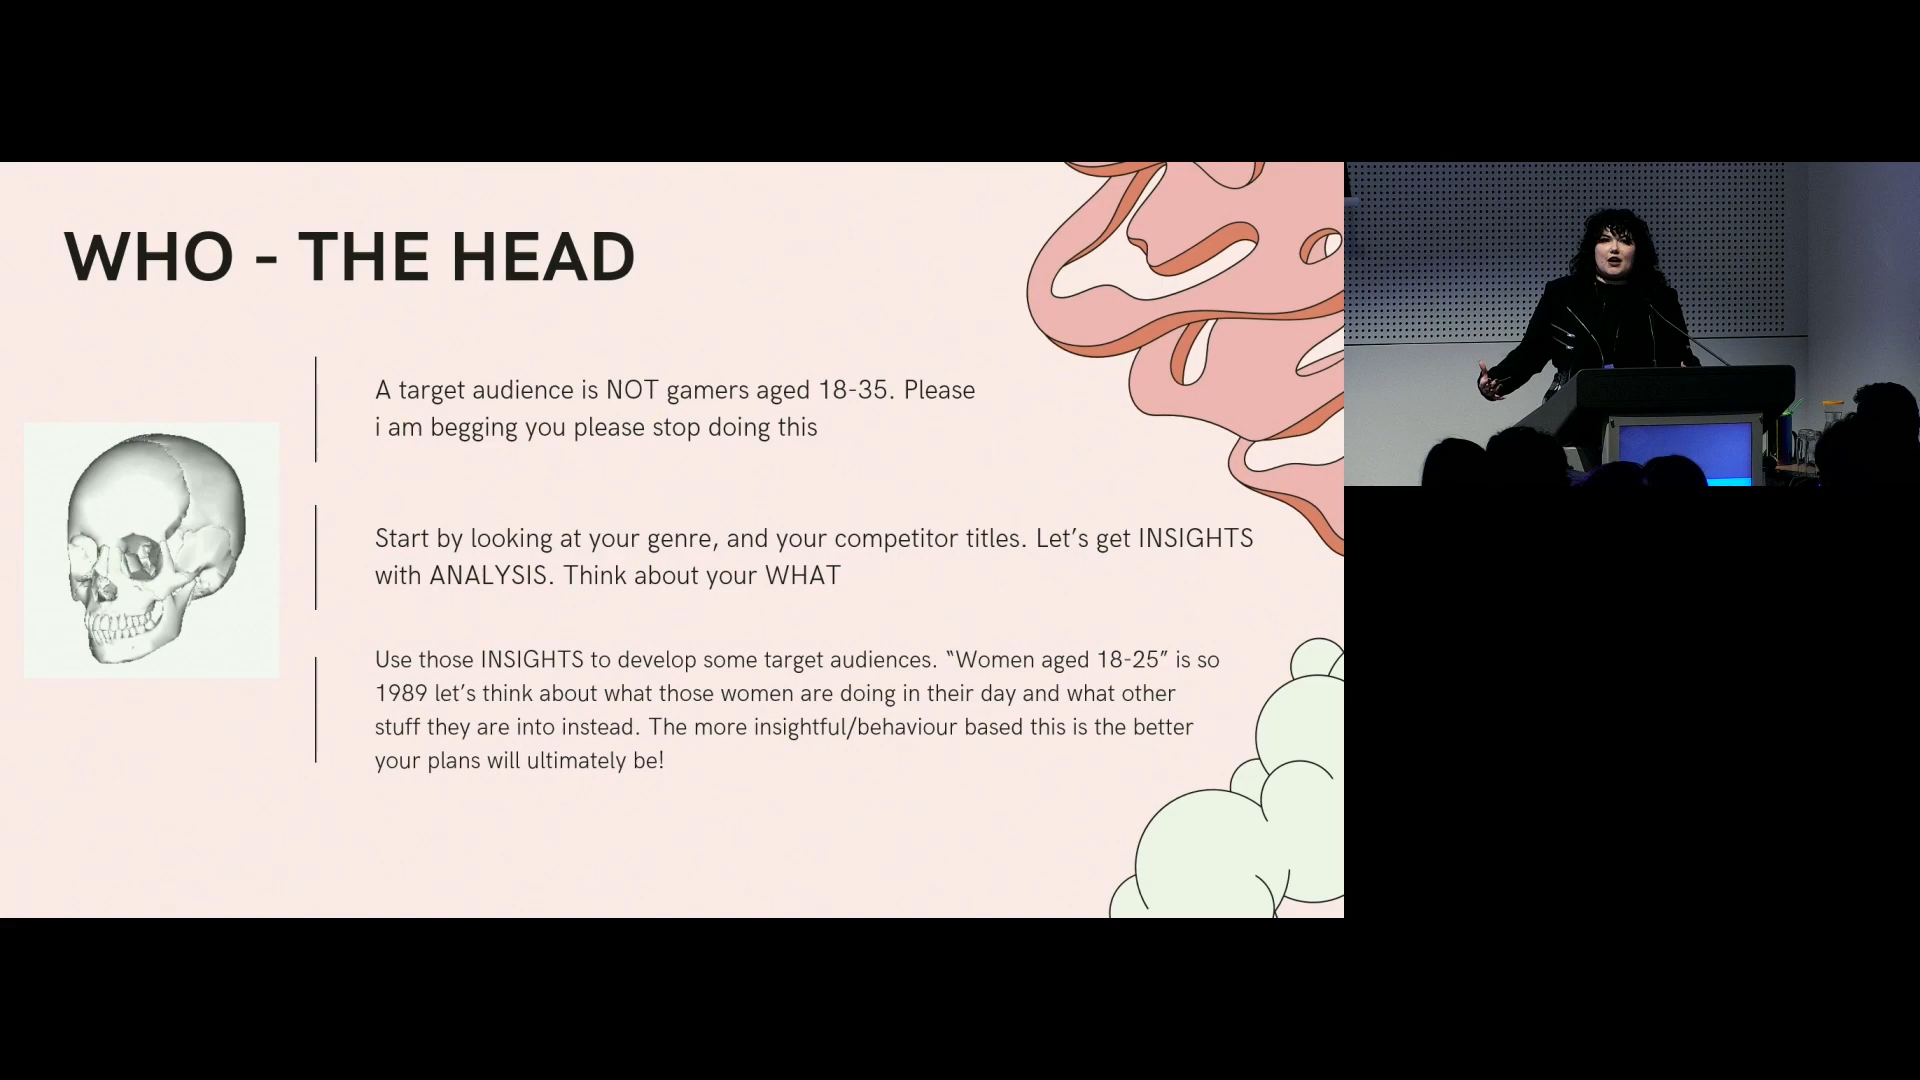 WHO - THE HEAD
A target audience is NOT gamers aged 18-35. Please
i am begging you please stop doing this
Start by looking at your genre, and your competitor titles. Let’s get INSIGHTS
with ANALYSIS. Think about your WHAT
Use those INSIGHTS to develop some target audiences. “Women aged 18-25” is so
1989 let’s think about what those women are doing in their day and what other
stuff they are into instead. The more insightful/behaviour based this is the better
your plans will ultimately be!